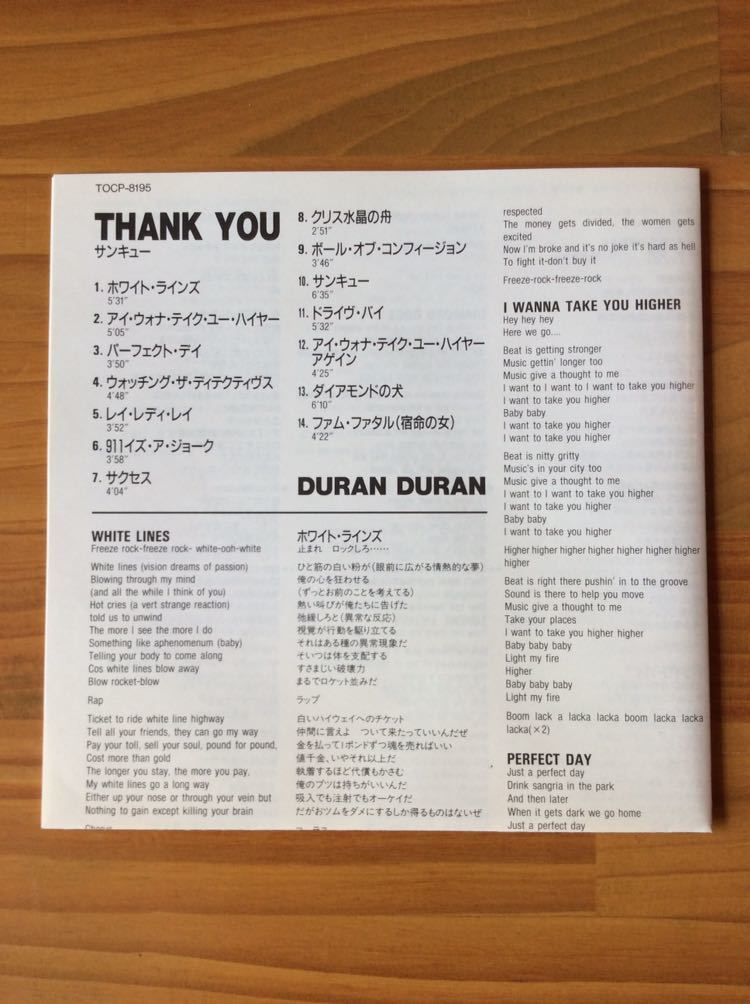 TOCP-8195
THANK YOU
サンキュー
1. ホワイト・ラインズ
5'31"
2. アイ・ウォナ・テイク・ユー・ハイヤー
5'05"
3. パーフェクト・デイ
3'50"
4. ウォッチング・ザ・ディテクティヴス
4'48"
5. レイ・レディ・レイ
3'52"
6. 911イズ・ア・ジョーク
3'58"
7. サクセス
4'04"
8. クリス水晶の舟
2'51"
9. ボール・オブ・コンフィージョン
3'46"
10. サンキュー
6'35"
11. ドライヴ・バイ
5'32"
12. アイ・ウォナ・テイク・ユー・ハイヤー
アゲイン
4'25"
13. ダイアモンドの犬
6'10"
14. ファム・ファタル(宿命の女)
4'22"
DURAN DURAN
WHITE LINES
Freeze rock-freeze rock- white-ooh-white
White lines (vision dreams of passion)
Blowing through my mind
(and all the while I think of you)
Hot cries (a vert strange reaction)
told us to unwind
The more I see the more I do
Something like aphenomenum (baby)
Telling your body to come along
Cos white lines blow away
Blow rocket-blow
Rap
Ticket to ride white line highway
Tell all your friends, they can go my way
Pay your toll, sell your soul, pound for pound,
Cost more than gold
The longer you stay, the more you pay,
My white lines go a long way
Either up your nose or through your vein but
Nothing to gain except killing your brain
Chorus
ホワイト・ラインズ
止まれ ロックしろ……
ひと筋の白い粉が(眼前に広がる情熱的な夢)
俺の心を狂わせる
(ずっとお前のことを考えてる)
熱い叫びが俺たちに告げた
弛緩しろと(異常な反応)
視覚が行動を駆り立てる
それはある種の異常現象だ
そいつは体を支配する
すさまじい破壊力
まるでロケット並みだ
ラップ
白いハイウェイへのチケット
仲間に言えよ ついて来たっていいんだぜ
金を払って1ポンドずつ魂を売ればいい
値千金、いやそれ以上だ
執着するほど代償もかさむ
俺のブツは持ちがいいんだ
吸入でも注射でもオーケイだ
だがおツムをダメにするしか得るものはないぜ
コーラス
respected
The money gets divided, the women gets
excited
Now I'm broke and it's no joke it's hard as hell
To fight it-don't buy it
Freeze-rock-freeze-rock
I WANNA TAKE YOU HIGHER
Hey hey hey
Here we go....
Beat is getting stronger
Music gettin' longer too
Music give a thought to me
I want to I want to I want to take you higher
I want to take you higher
Baby baby
I want to take you higher
I want to take you higher
Beat is nitty gritty
Music's in your city too
Music give a thought to me
I want to I want to take you higher
I want to take you higher
Baby baby
I want to take you higher
Higher higher higher higher higher higher higher
higher
Beat is right there pushin' in to the groove
Sound is there to help you move
Music give a thought to me
Take your places
I want to take you higher higher
Baby baby baby
Light my fire
Higher
Baby baby baby
Light my fire
Boom lack a lacka lacka boom lacka lacka
lacka(×2)
PERFECT DAY
Just a perfect day
Drink sangria in the park
And then later
When it gets dark we go home
Just a perfect day